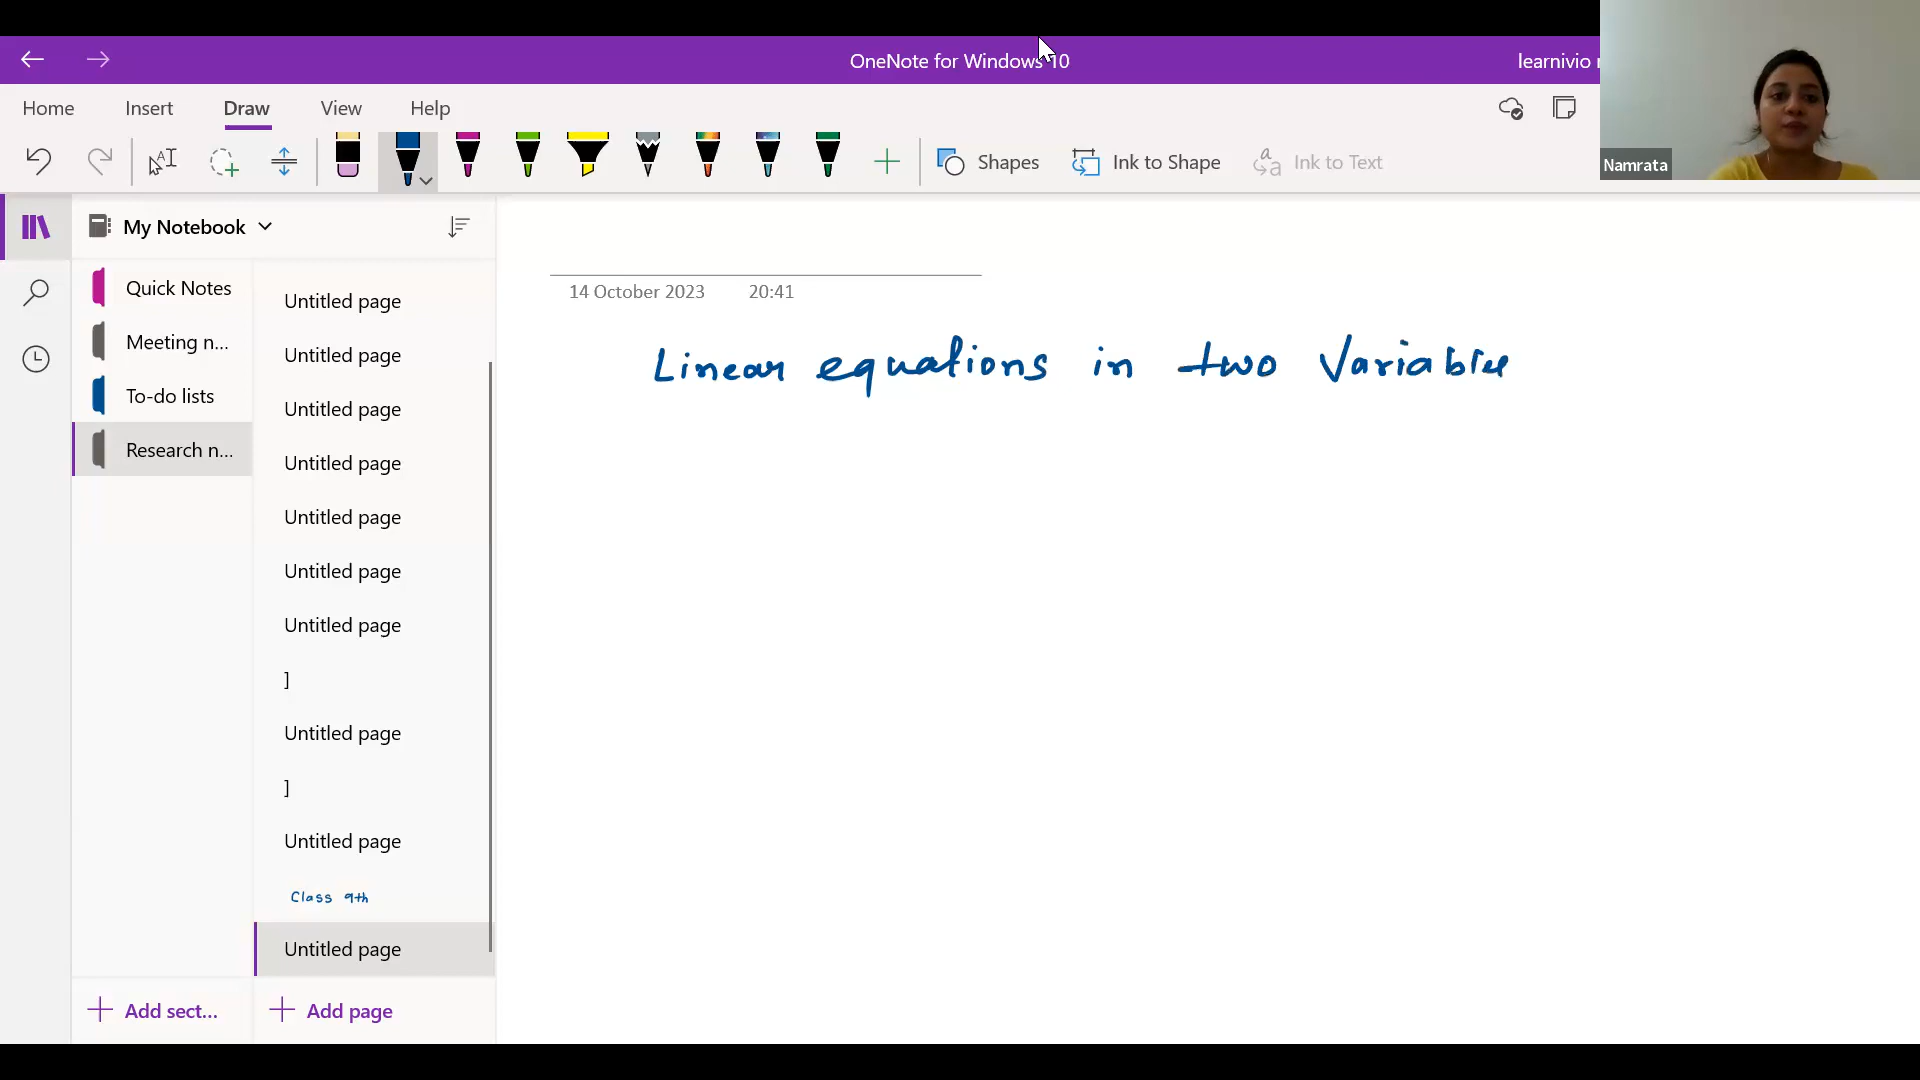 OneNote for Windows 10
learnivio
Home Insert Draw View Help
Shapes Ink to Shape Ink to Text
Namrata
My Notebook
Quick Notes
Meeting n...
To-do lists
Research n...
Untitled page
Untitled page
Untitled page
Untitled page
Untitled page
Untitled page
Untitled page
]
Untitled page
]
Untitled page
Class 9th
Untitled page
Add sect...
Add page
14 October 2023 20:41
Linear equations in two Variables